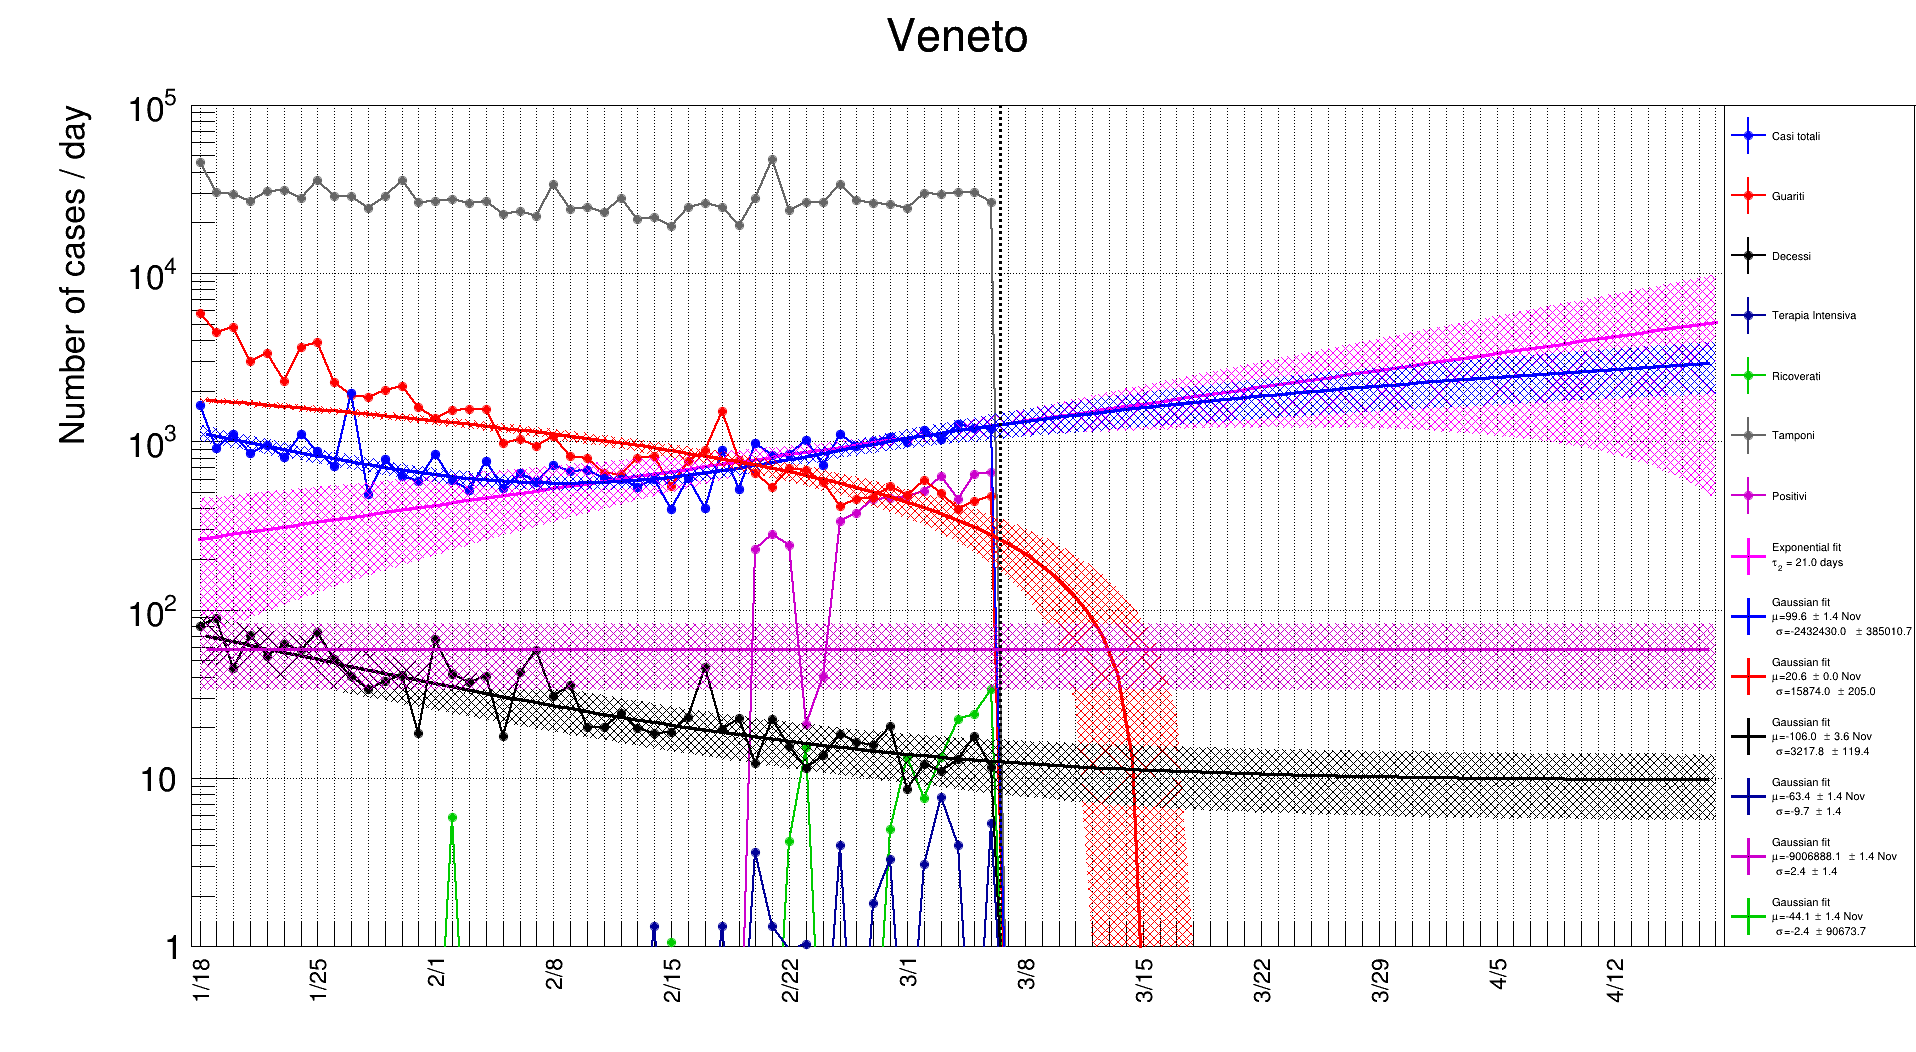 Veneto
Number of cases / day
10^5
10^4
10^3
10^2
10
1
1/18
1/25
2/1
2/8
2/15
2/22
3/1
3/8
3/15
3/22
3/29
4/5
4/12
Casi totali
Guariti
Decessi
Terapia Intensiva
Ricoverati
Tamponi
Positivi
Exponential fit
τ_2 = 21.0 days
Gaussian fit
μ=99.6 ± 1.4 Nov
σ=-2432430.0 ± 385010.7
Gaussian fit
μ=20.6 ± 0.0 Nov
σ=15874.0 ± 205.0
Gaussian fit
μ=-106.0 ± 3.6 Nov
σ=3217.8 ± 119.4
Gaussian fit
μ=-63.4 ± 1.4 Nov
σ=-9.7 ± 1.4
Gaussian fit
μ=-9006888.1 ± 1.4 Nov
σ=2.4 ± 1.4
Gaussian fit
μ=-44.1 ± 1.4 Nov
σ=-2.4 ± 90673.7